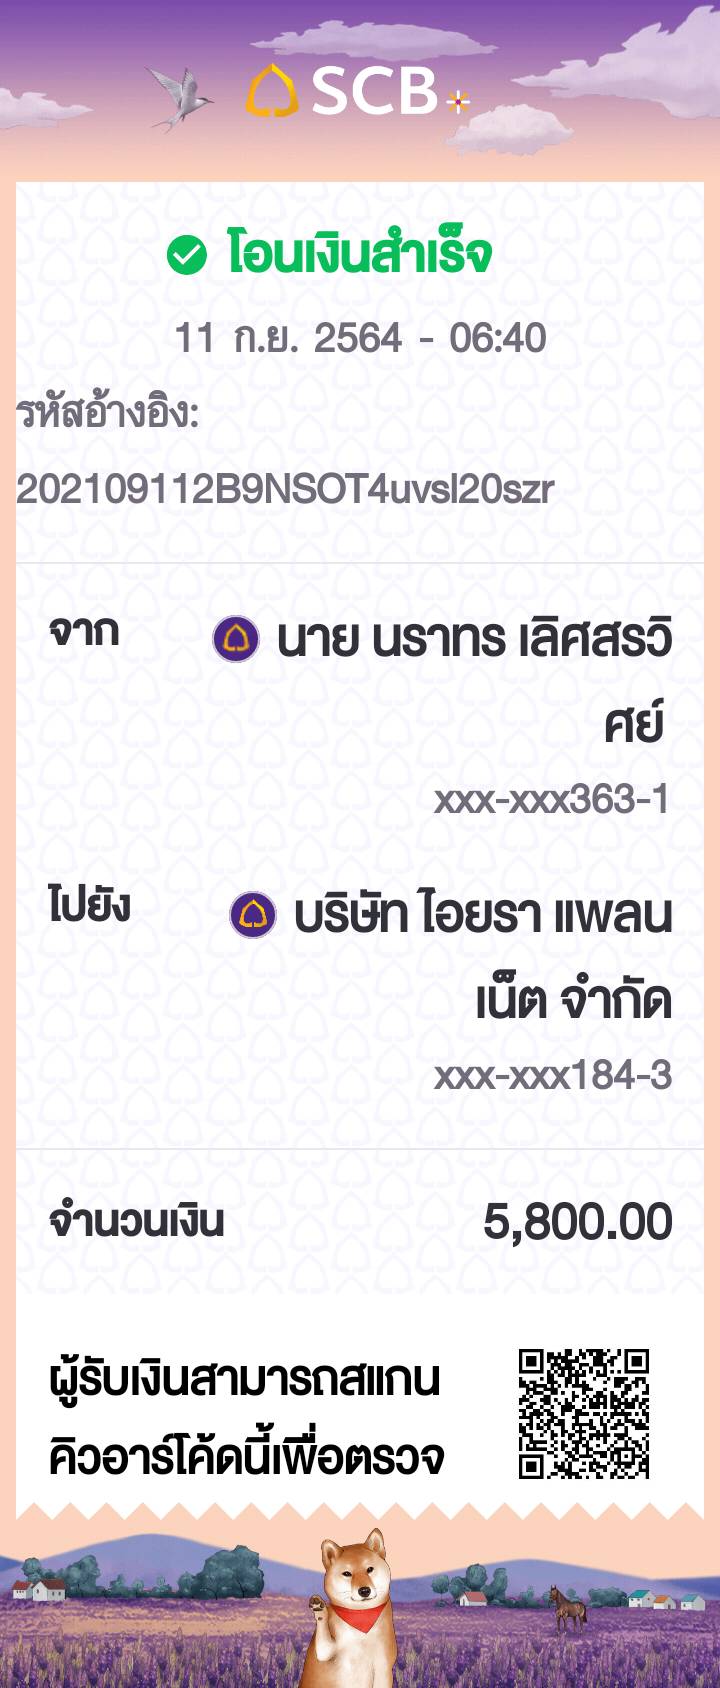 SCB
โอนเงินสำเร็จ
11 ก.ย. 2564 - 06:40
รหัสอ้างอิง:
202109112B9NSOT4uvsl20szr
จาก
นาย นราทร เลิศสรวิ
ศย์
xxx-xxx363-1
ไปยัง
บริษัท ไอยรา แพลน
เน็ต จำกัด
xxx-xxx184-3
จำนวนเงิน 5,800.00
ผู้รับเงินสามารถสแกน
คิวอาร์โค้ดนี้เพื่อตรวจ